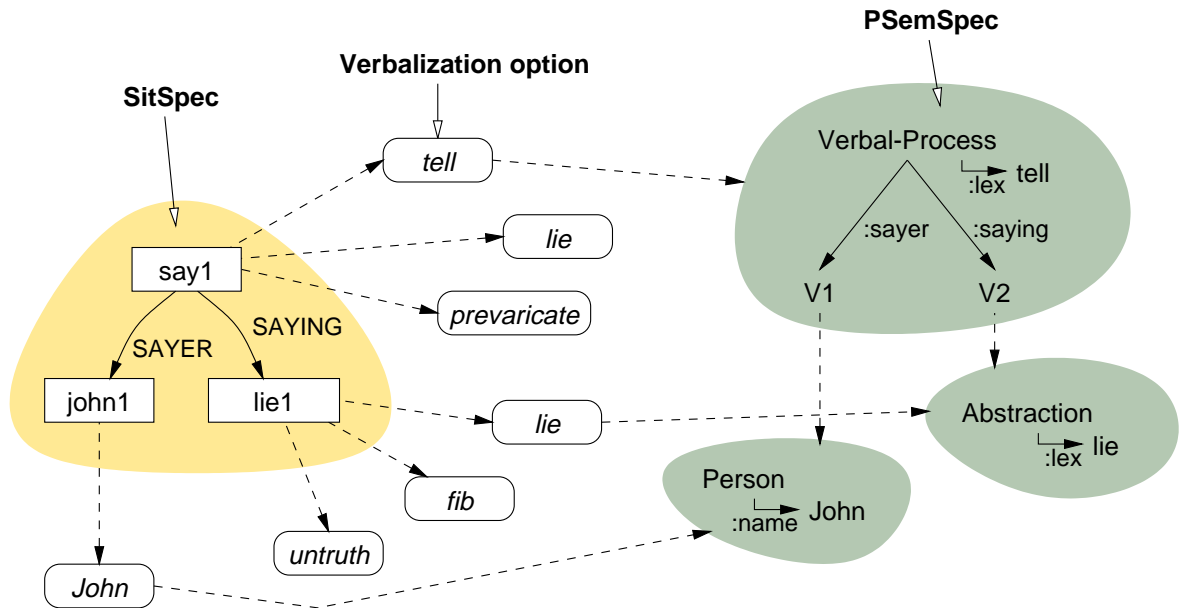 PSemSpec
Verbalization option
SitSpec
tell
Verbal-Process
:lex
tell
lie
:sayer
:saying
say1
prevaricate
V1
V2
SAYING
SAYER
john1
lie1
lie
Abstraction
:lex
lie
Person
:name
John
fib
untruth
John